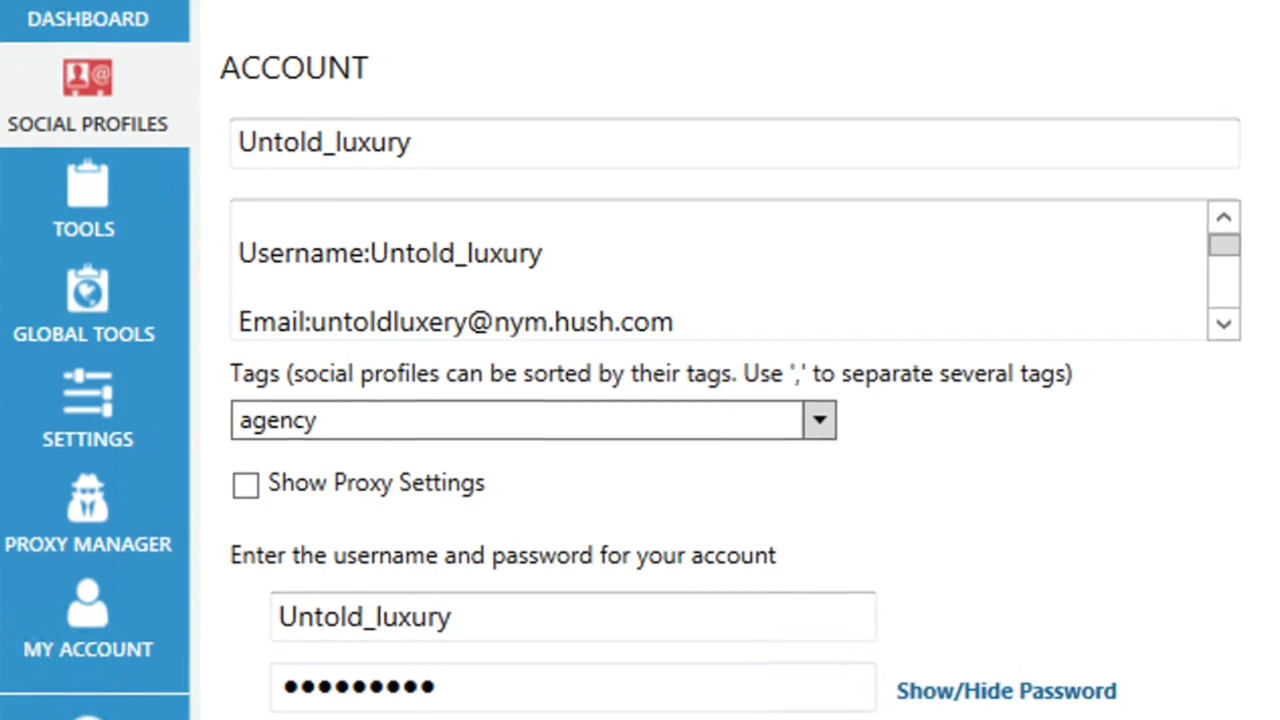 DASHBOARD
SOCIAL PROFILES
TOOLS
GLOBAL TOOLS
SETTINGS
PROXY MANAGER
MY ACCOUNT
ACCOUNT
Untold_luxury
Username:Untold_luxury
Email:untoldluxery@nym.hush.com
Tags (social profiles can be sorted by their tags. Use ',' to separate several tags)
agency
Show Proxy Settings
Enter the username and password for your account
Untold_luxury
●●●●●●●●●
Show/Hide Password